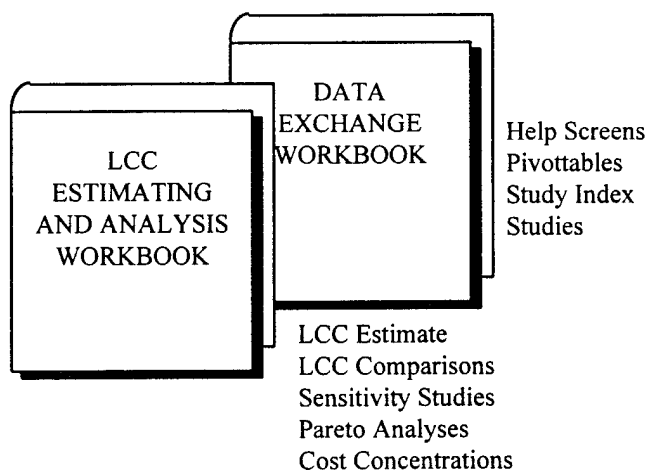 DATA
EXCHANGE
WORKBOOK
LCC
ESTIMATING
AND ANALYSIS
WORKBOOK
Help Screens
Pivottables
Study Index
Studies
LCC Estimate
LCC Comparisons
Sensitivity Studies
Pareto Analyses
Cost Concentrations